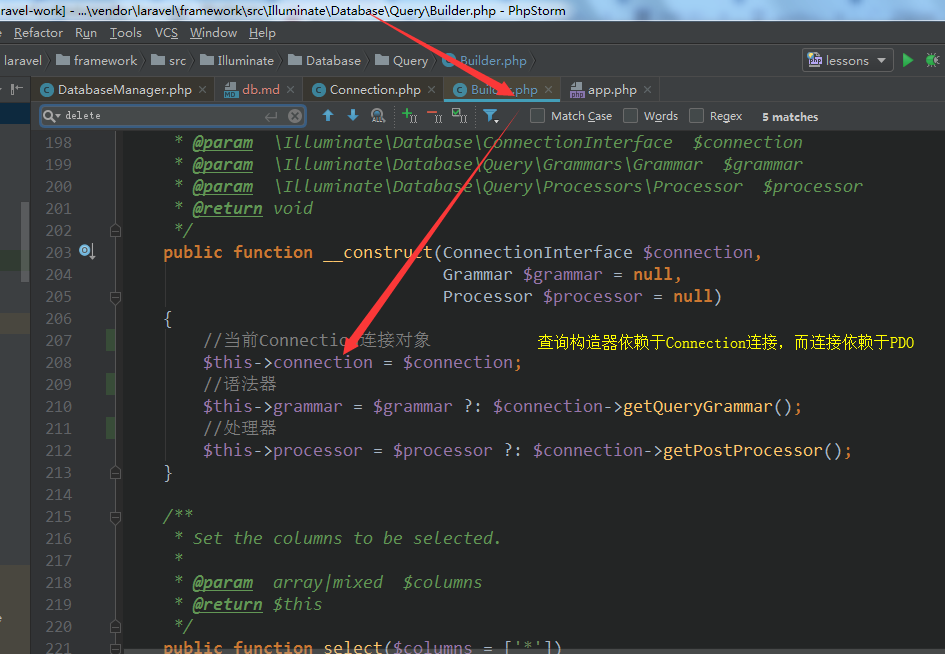 ravel-work] - ...\vendor\laravel\framework\src\Illuminate\Database\Query\Builder.php - PhpStorm
Refactor Run Tools VCS Window Help
laravel framework src Illuminate Database Query Builder.php lessons
DatabaseManager.php db.md Connection.php Builder.php app.php
delete Match Case Words Regex 5 matches
198 * @param \Illuminate\Database\ConnectionInterface $connection
199 * @param \Illuminate\Database\Query\Grammars\Grammar $grammar
200 * @param \Illuminate\Database\Query\Processors\Processor $processor
201 * @return void
202 */
203 public function __construct(ConnectionInterface $connection,
204 Grammar $grammar = null,
205 Processor $processor = null)
206 {
207 //当前Connection连接对象 查询构造器依赖于Connection连接，而连接依赖于PDO
208 $this->connection = $connection;
209 //语法器
210 $this->grammar = $grammar ?: $connection->getQueryGrammar();
211 //处理器
212 $this->processor = $processor ?: $connection->getPostProcessor();
213 }
214
215 /**
216 * Set the columns to be selected.
217 *
218 * @param array|mixed $columns
219 * @return $this
220 */
221 public function select($columns = ['*'])